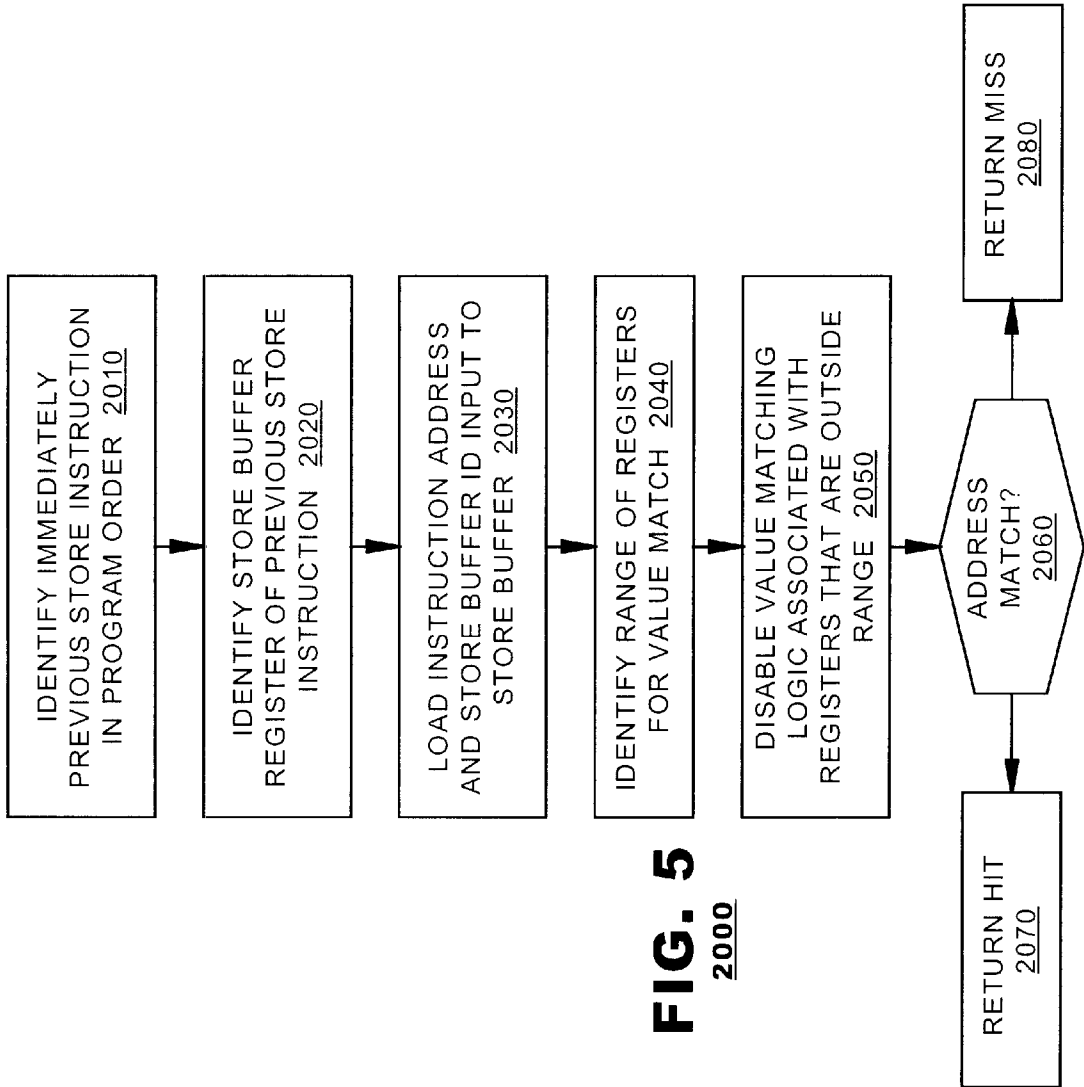 IDENTIFY IMMEDIATELY
PREVIOUS STORE INSTRUCTION
IN PROGRAM ORDER 2010
IDENTIFY STORE BUFFER
REGISTER OF PREVIOUS STORE
INSTRUCTION 2020
LOAD INSTRUCTION ADDRESS
AND STORE BUFFER ID INPUT TO
STORE BUFFER 2030
IDENTIFY RANGE OF REGISTERS
FOR VALUE MATCH 2040
DISABLE VALUE MATCHING
LOGIC ASSOCIATED WITH
REGISTERS THAT ARE OUTSIDE
RANGE 2050
ADDRESS
MATCH?
2060
RETURN HIT
2070
RETURN MISS
2080
FIG. 5
2000